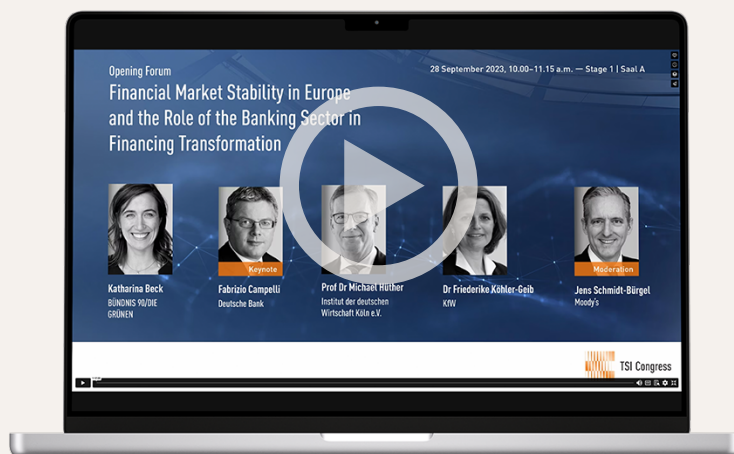 Opening Forum
28 September 2023, 10.00–11.15 a.m. — Stage 1 | Saal A
Financial Market Stability in Europe
and the Role of the Banking Sector in
Financing Transformation
Keynote
Moderation
Katharina Beck
BÜNDNIS 90/DIE
GRÜNEN
Fabrizio Campelli
Deutsche Bank
Prof Dr Michael Hüther
Institut der deutschen
Wirtschaft Köln e.V.
Dr Friederike Köhler-Geib
KfW
Jens Schmidt-Bürgel
Moody's
TSI Congress